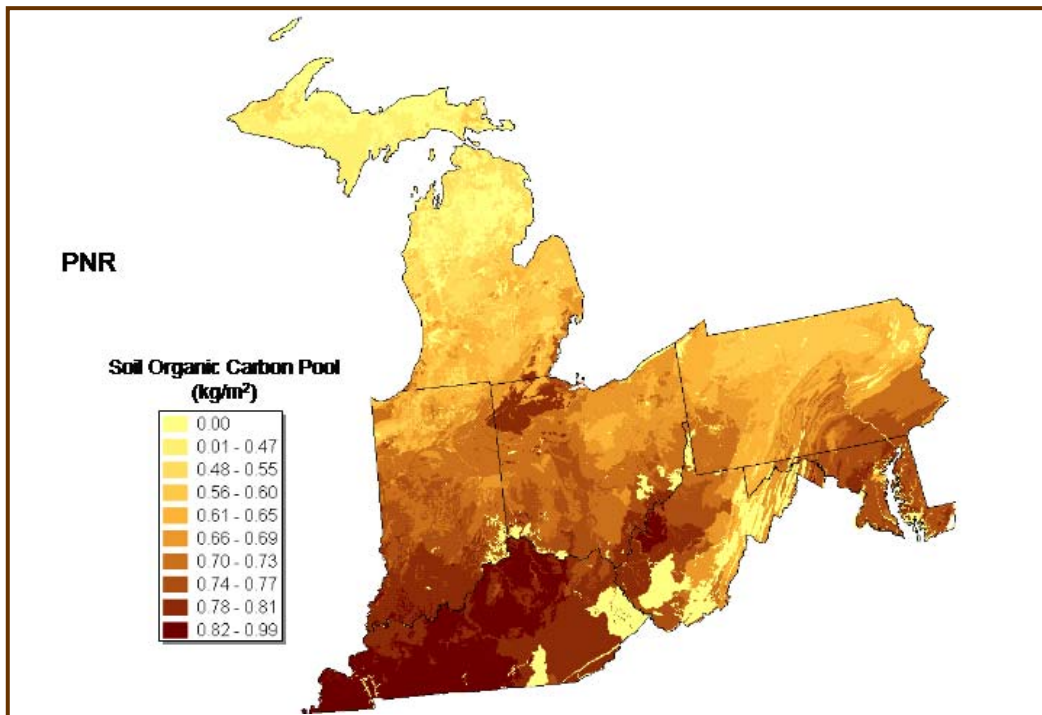 PNR
Soil Organic Carbon Pool
(kg/m²)
0.00
0.01 - 0.47
0.48 - 0.55
0.56 - 0.60
0.61 - 0.65
0.66 - 0.69
0.70 - 0.73
0.74 - 0.77
0.78 - 0.81
0.82 - 0.99